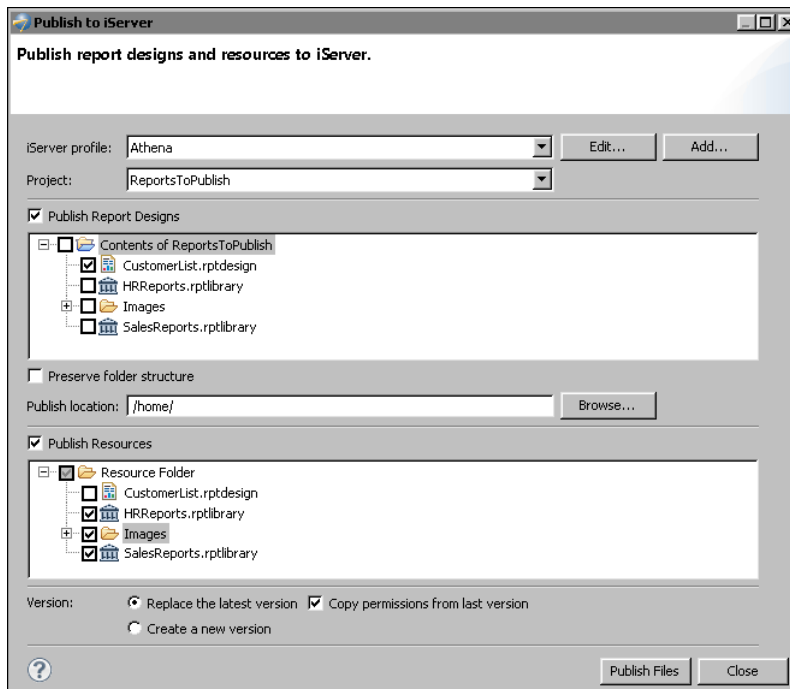 Publish to iServer
Publish report designs and resources to iServer.
iServer profile: Athena Edit... Add...
Project: ReportsToPublish
Publish Report Designs
Contents of ReportsToPublish
CustomerList.rptdesign
HRReports.rptlibrary
Images
SalesReports.rptlibrary
Preserve folder structure
Publish location: /home/ Browse...
Publish Resources
Resource Folder
CustomerList.rptdesign
HRReports.rptlibrary
Images
SalesReports.rptlibrary
Version: Replace the latest version Copy permissions from last version
Create a new version
? Publish Files Close